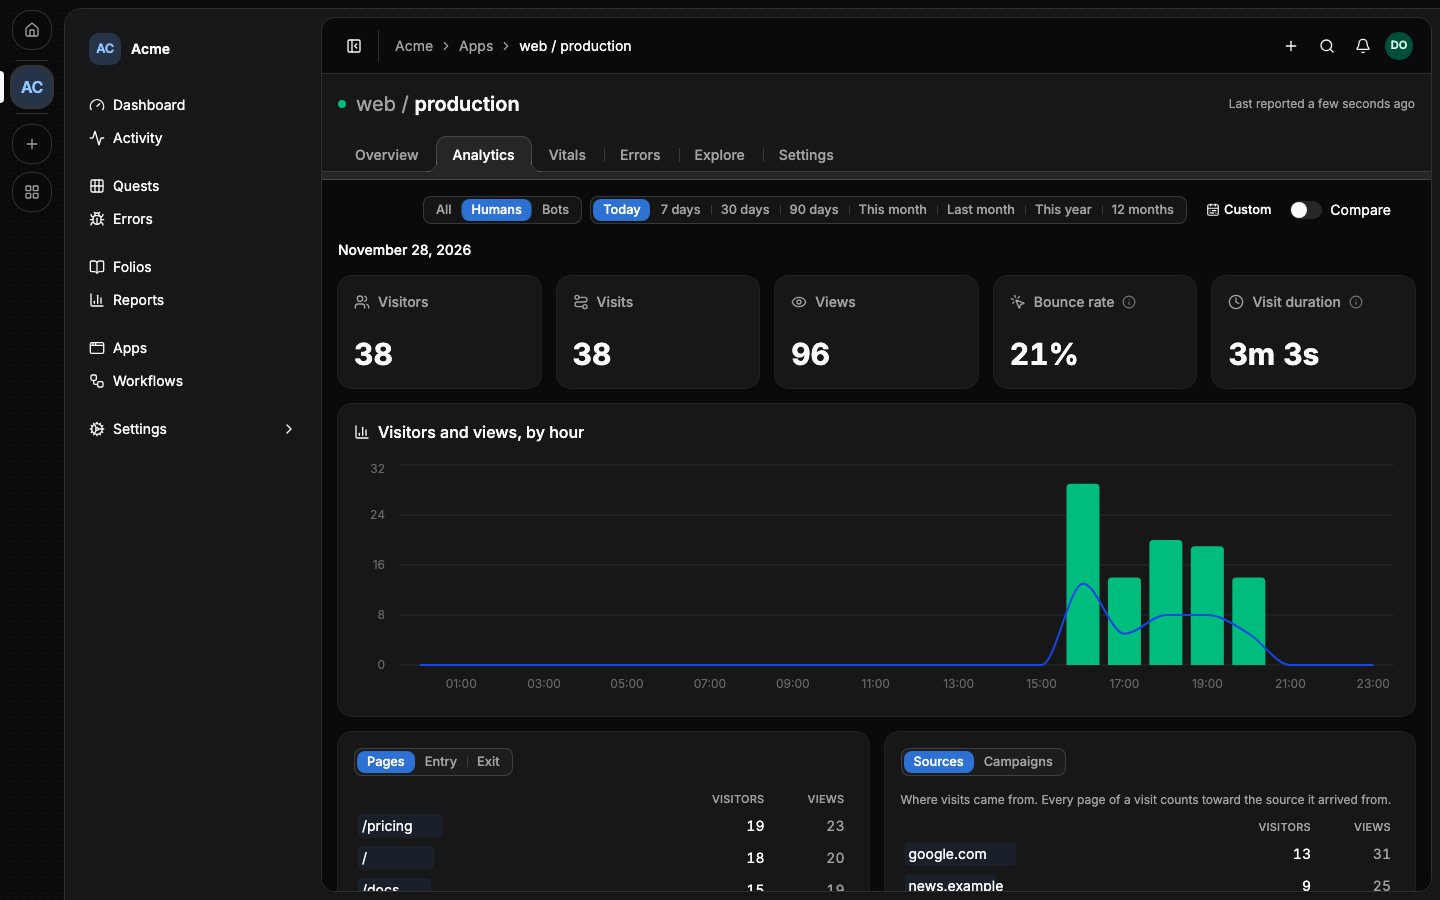 AC
Acme
Dashboard
Activity
Quests
Errors
Folios
Reports
Apps
Workflows
Settings
AC
Acme > Apps > web / production
DO
web / production
Last reported a few seconds ago
Overview Analytics Vitals Errors Explore Settings
All Humans Bots Today 7 days 30 days 90 days This month Last month This year 12 months Custom Compare
November 28, 2026
Visitors Visits Views Bounce rate Visit duration
38 38 96 21% 3m 3s
Visitors and views, by hour
32
24
16
8
0
01:00 03:00 05:00 07:00 09:00 11:00 13:00 15:00 17:00 19:00 21:00 23:00
Pages Entry Exit
VISITORS VIEWS
/pricing 19 23
/ 18 20
/docs 15 19
Sources Campaigns
Where visits came from. Every page of a visit counts toward the source it arrived from.
VISITORS VIEWS
google.com 13 31
news.example 9 25